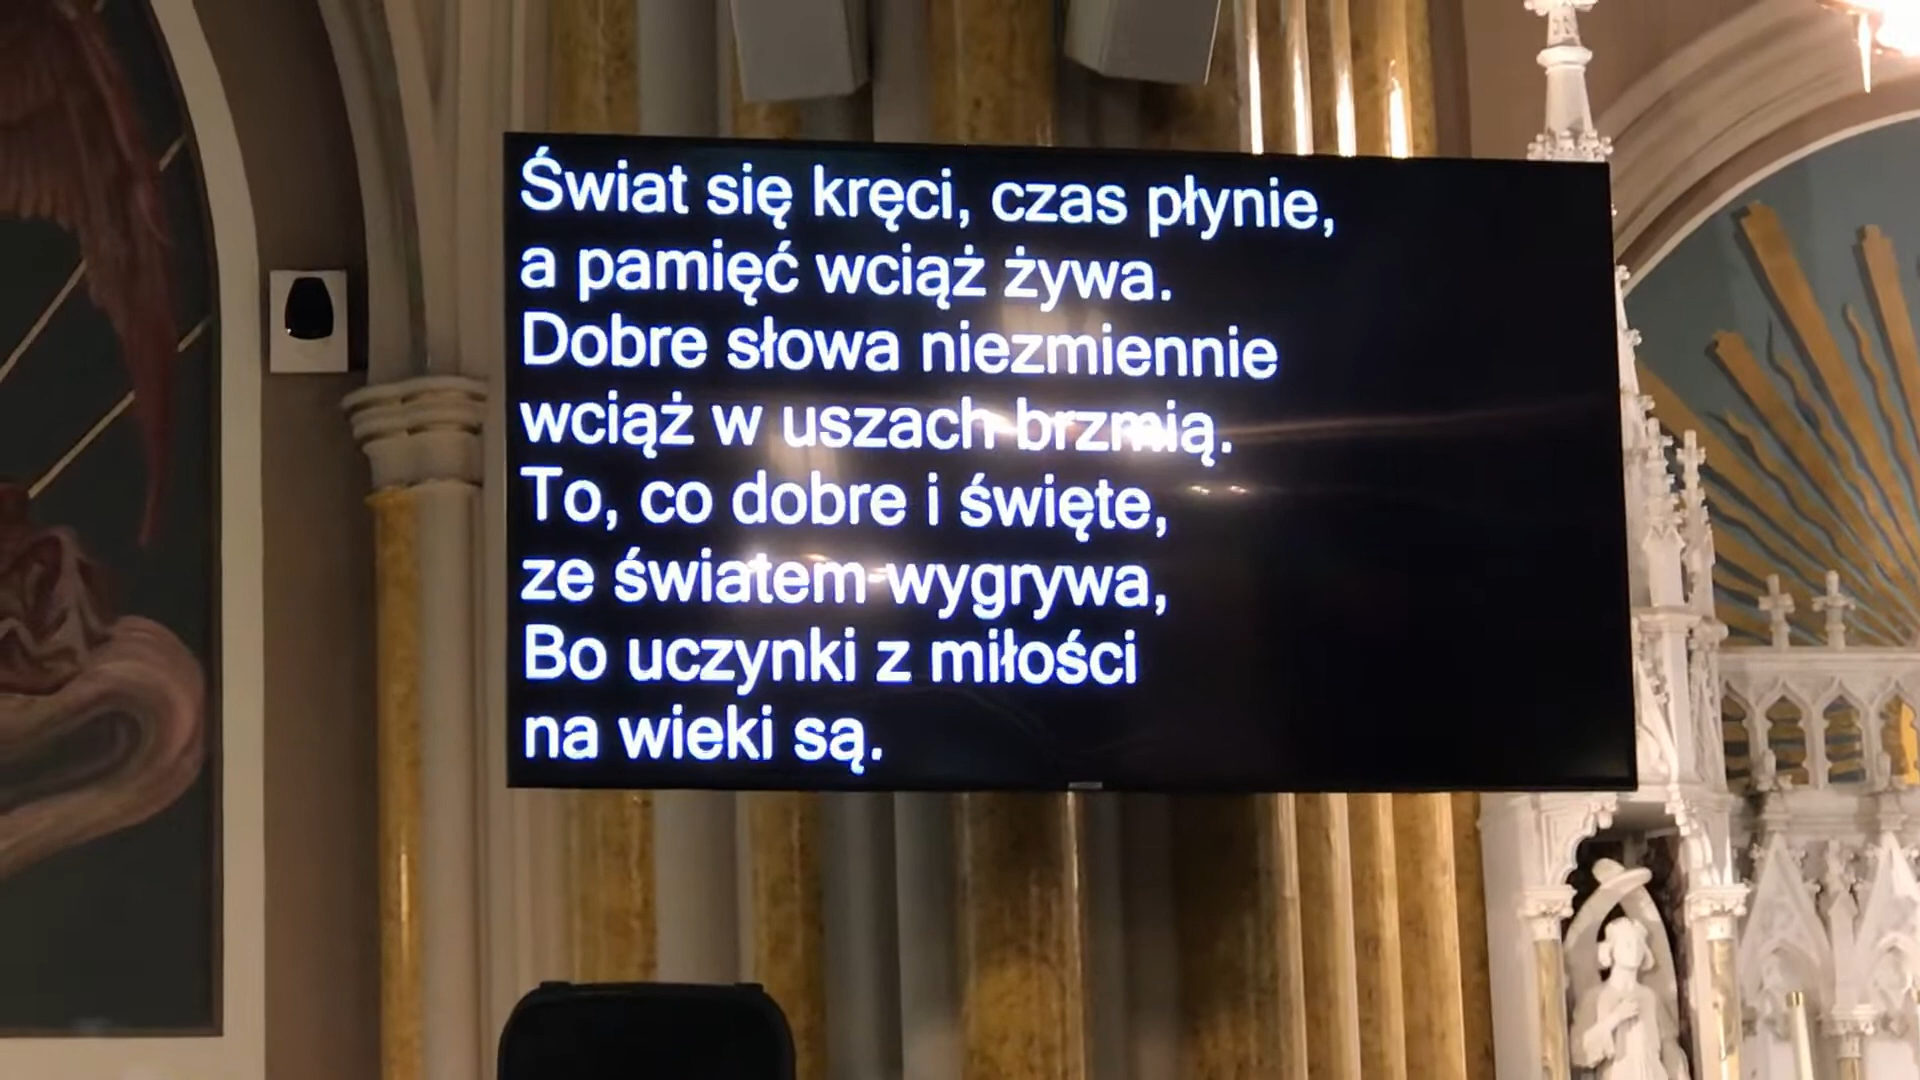 Świat się kręci, czas płynie,
a pamięć wciąż żywa.
Dobre słowa niezmiennie
wciąż w uszach brzmią.
To, co dobre i święte,
ze światem wygrywa,
Bo uczynki z miłości
na wieki są.